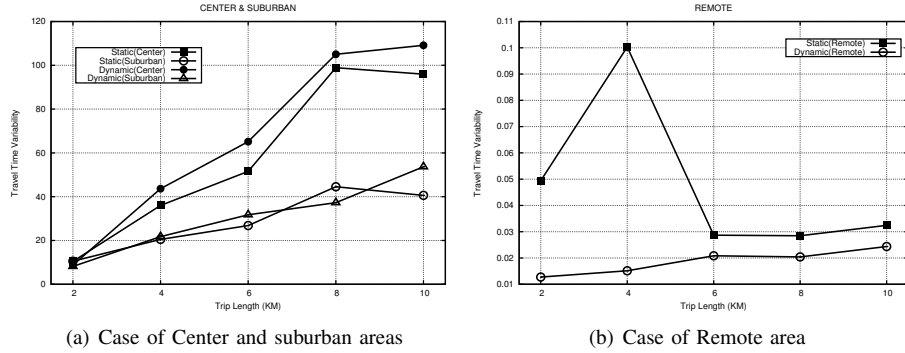 CENTER & SUBURBAN
120
100
80
60
40
20
0
Travel Time Variability
Static(Center)
Static(Suburban)
Dynamic(Center)
Dynamic(Suburban)
2 4 6 8 10
Trip Length (KM)
(a) Case of Center and suburban areas
REMOTE
0.11
0.1
0.09
0.08
0.07
0.06
0.05
0.04
0.03
0.02
0.01
Travel Time Variability
Static(Remote)
Dynamic(Remote)
2 4 6 8 10
Trip Length (KM)
(b) Case of Remote area